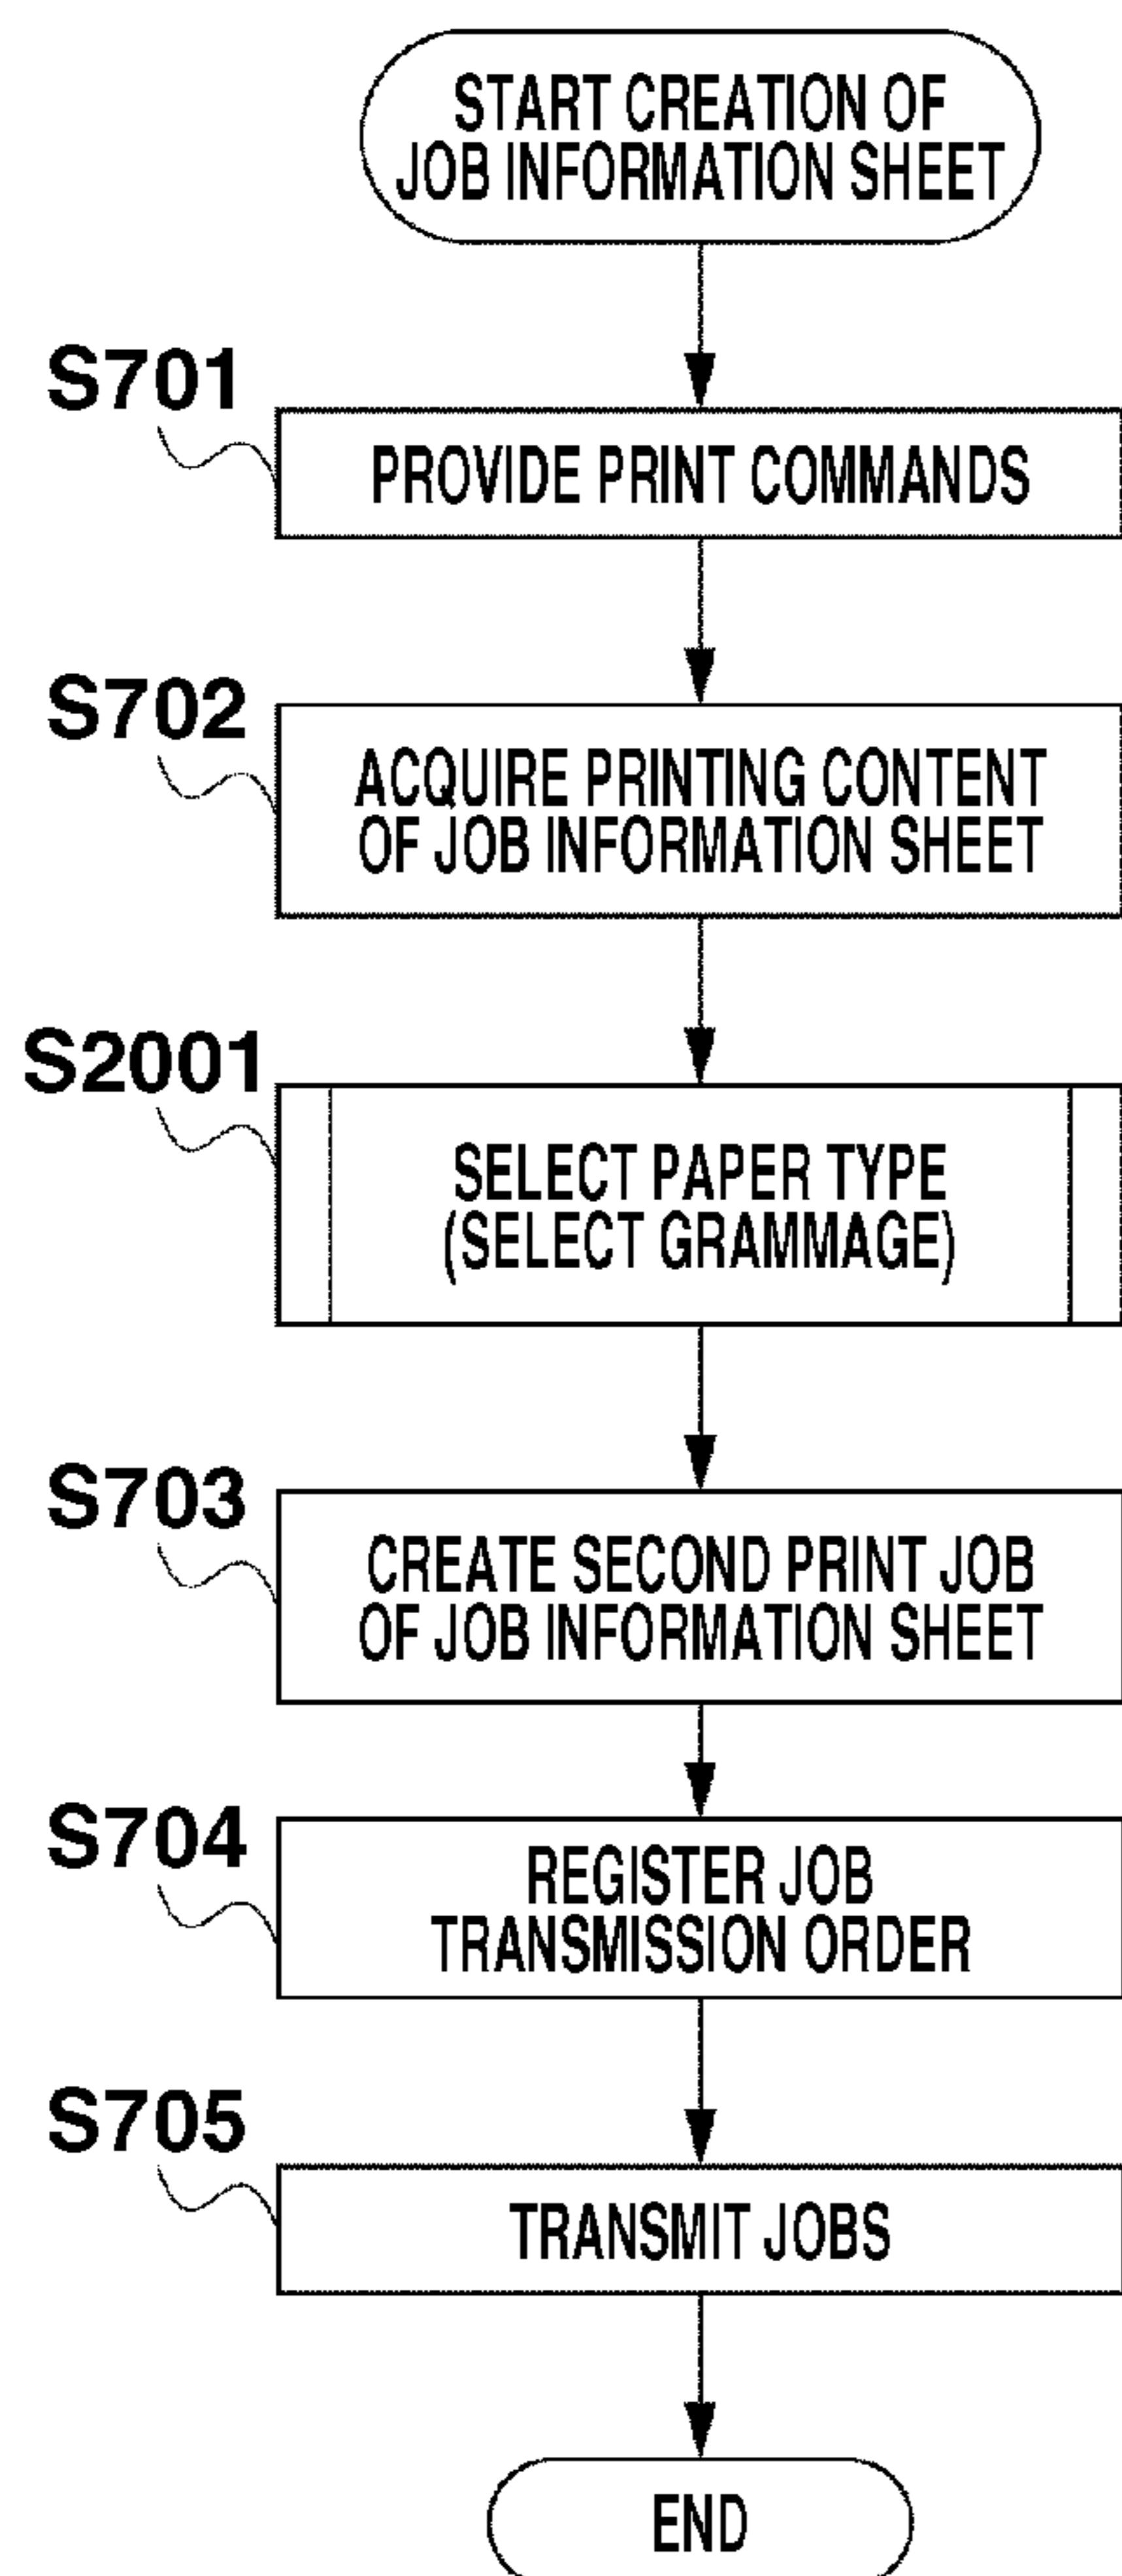 START CREATION OF
JOB INFORMATION SHEET
S701
PROVIDE PRINT COMMANDS
S702
ACQUIRE PRINTING CONTENT
OF JOB INFORMATION SHEET
S2001
SELECT PAPER TYPE
(SELECT GRAMMAGE)
S703
CREATE SECOND PRINT JOB
OF JOB INFORMATION SHEET
S704
REGISTER JOB
TRANSMISSION ORDER
S705
TRANSMIT JOBS
END